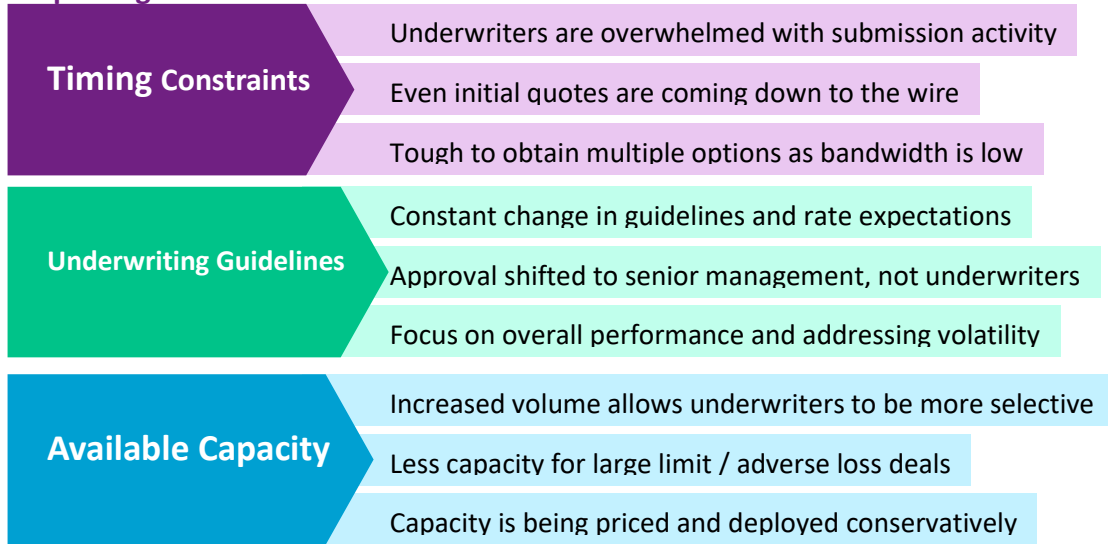 Timing Constraints
Underwriters are overwhelmed with submission activity
Even initial quotes are coming down to the wire
Tough to obtain multiple options as bandwidth is low
Underwriting Guidelines
Constant change in guidelines and rate expectations
Approval shifted to senior management, not underwriters
Focus on overall performance and addressing volatility
Available Capacity
Increased volume allows underwriters to be more selective
Less capacity for large limit / adverse loss deals
Capacity is being priced and deployed conservatively